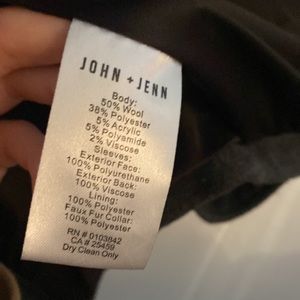 JOHN + JENN
Body:
50% Wool
38% Polyester
5% Acrylic
5% Polyamide
2% Viscose
Sleeves:
Exterior Face:
100% Polyurethane
Exterior Back:
100% Viscose
Lining:
100% Polyester
Faux Fur Collar:
100% Polyester
RN # 0103842
CA # 25459
Dry Clean Only